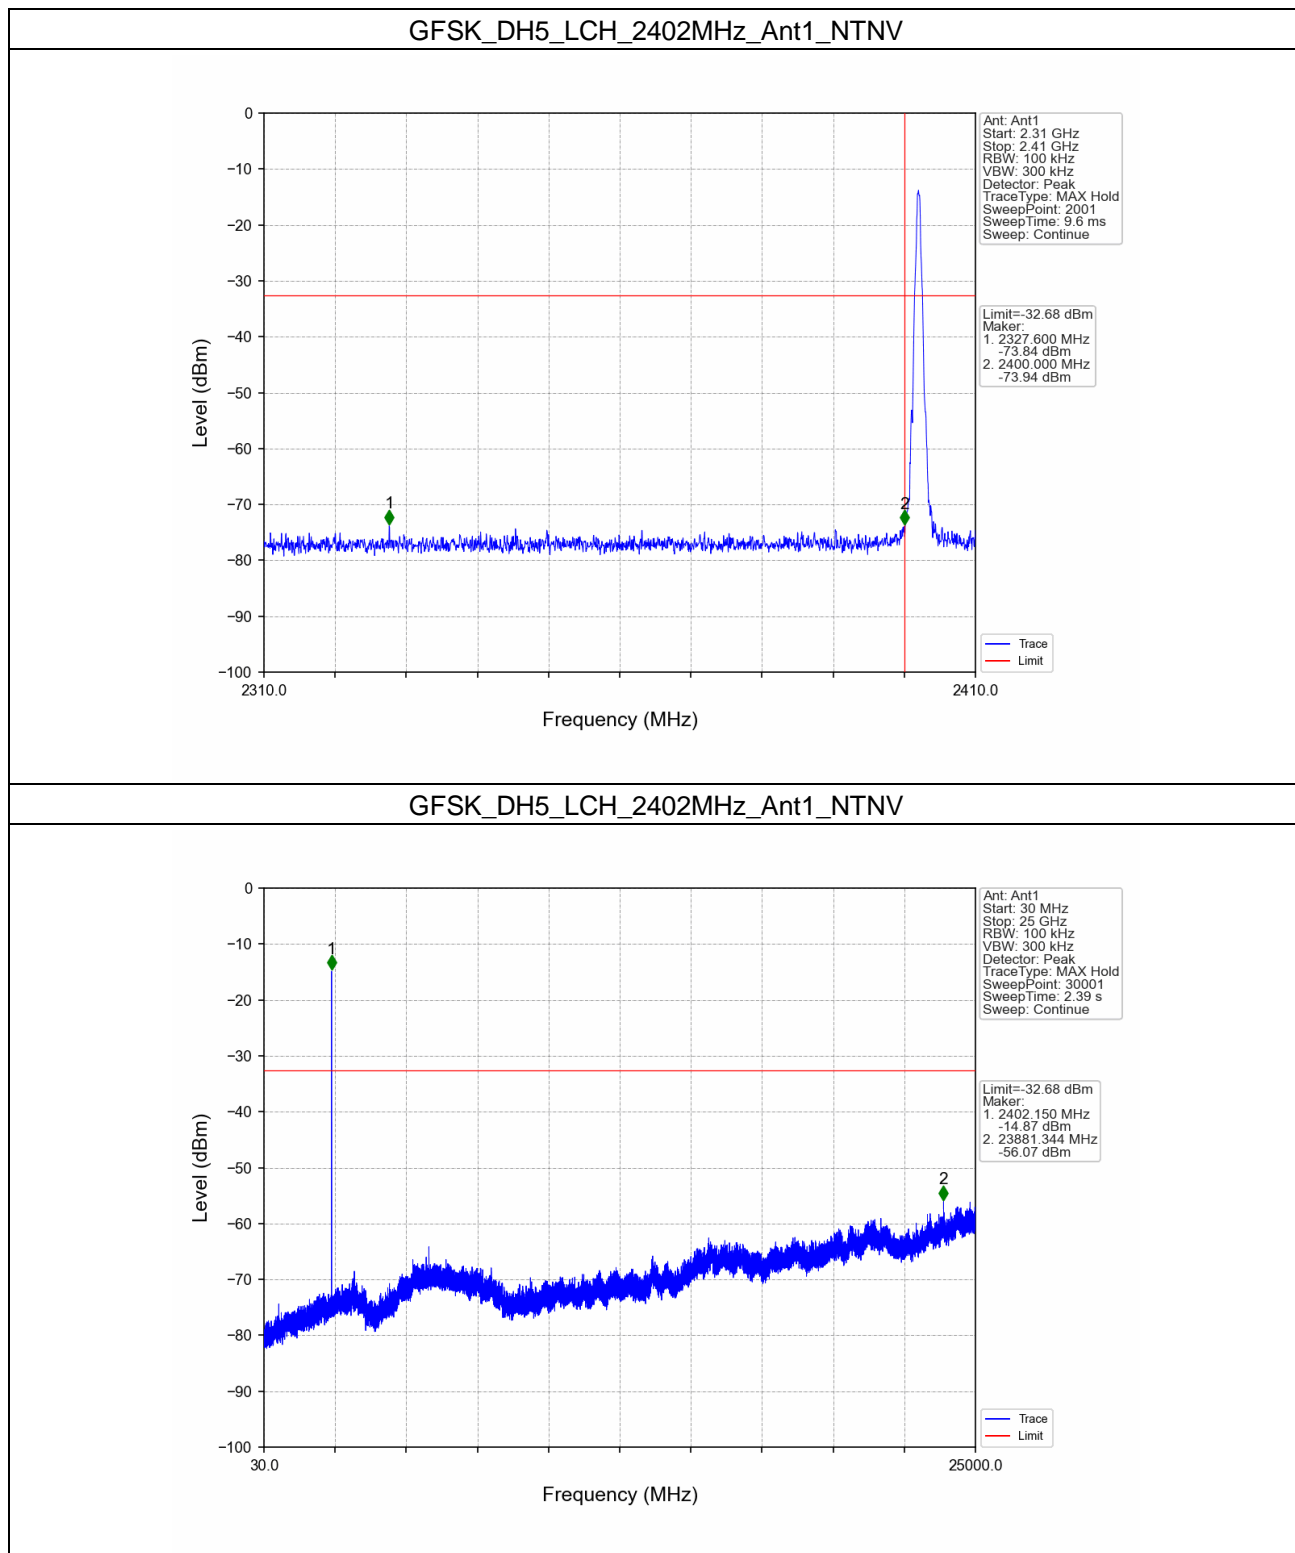 GFSK_DH5_LCH_2402MHz_Ant1_NTNV
0
−10
−20
−30
−40
−50
−60
−70
−80
−90
−100
Level (dBm)
1
2
2310.0
2410.0
Frequency (MHz)
Ant: Ant1
Start: 2.31 GHz
Stop: 2.41 GHz
RBW: 100 kHz
VBW: 300 kHz
Detector: Peak
TraceType: MAX Hold
SweepPoint: 2001
SweepTime: 9.6 ms
Sweep: Continue
Limit=-32.68 dBm
Maker:
1. 2327.600 MHz
-73.84 dBm
2. 2400.000 MHz
-73.94 dBm
Trace
Limit
GFSK_DH5_LCH_2402MHz_Ant1_NTNV
0
−10
−20
−30
−40
−50
−60
−70
−80
−90
−100
Level (dBm)
1
2
30.0
25000.0
Frequency (MHz)
Ant: Ant1
Start: 30 MHz
Stop: 25 GHz
RBW: 100 kHz
VBW: 300 kHz
Detector: Peak
TraceType: MAX Hold
SweepPoint: 30001
SweepTime: 2.39 s
Sweep: Continue
Limit=-32.68 dBm
Maker:
1. 2402.150 MHz
-14.87 dBm
2. 23881.344 MHz
-56.07 dBm
Trace
Limit